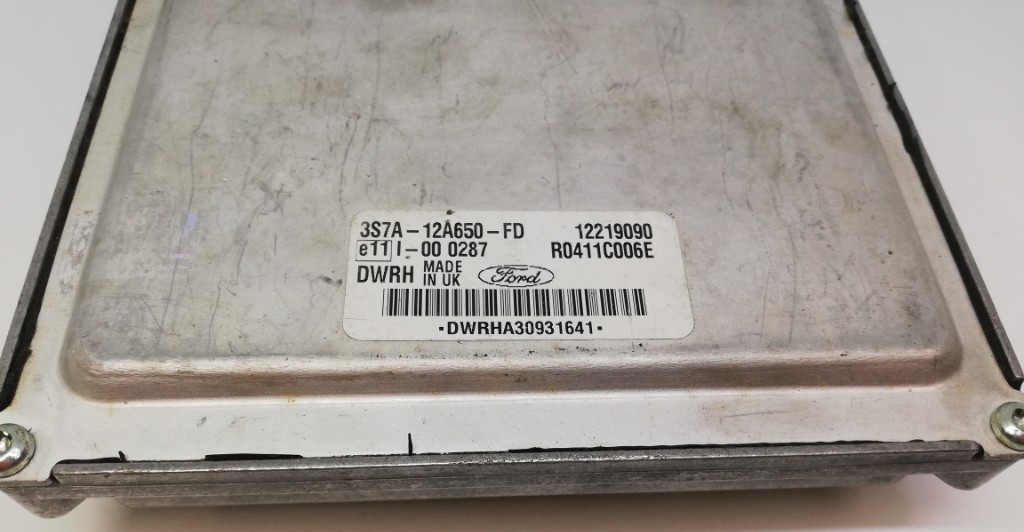 3S7A-12A650-FD 12219090
e11 I-00 0287 R0411C006E
DWRH MADE IN UK Ford
-DWRHA30931641-